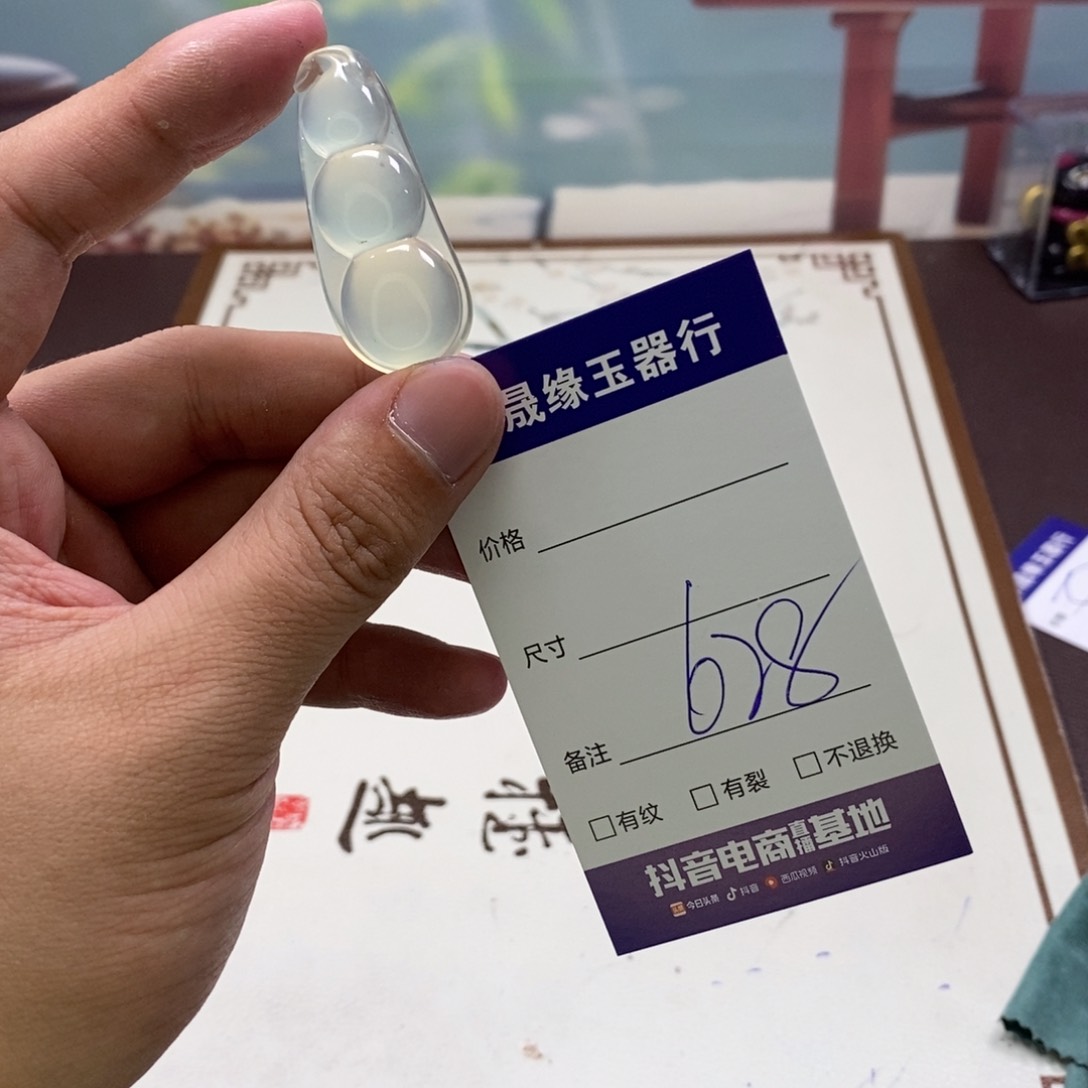 晟缘玉器行
价格
尺寸
628
备注
有纹 有裂 不退换
抖音电商直播基地
今日头条 抖音 西瓜视频 抖音火山版